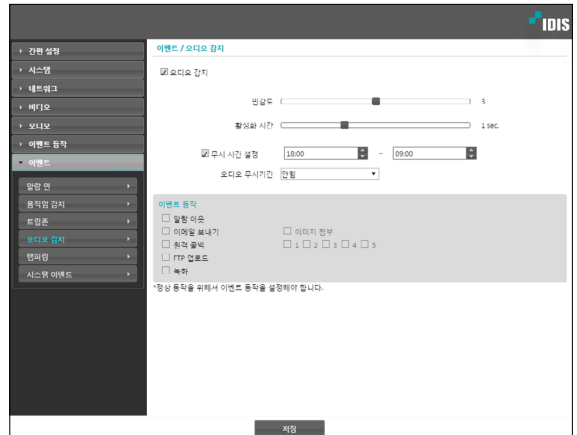 IDIS
간편 설정
시스템
네트워크
비디오
오디오
이벤트 동작
이벤트
알람 인
움직임 감지
트립존
오디오 감지
탬퍼링
시스템 이벤트
이벤트 / 오디오 감지
오디오 감지
민감도 3
활성화 시간 1 sec.
무시 시간 설정 18:00 ~ 09:00
오디오 무시기간 안함
이벤트 동작
알람 아웃
이메일 보내기 이미지 첨부
원격 콜백 1 2 3 4 5
FTP 업로드
녹화
*정상 동작을 위해서 이벤트 동작을 설정해야 합니다.
저장